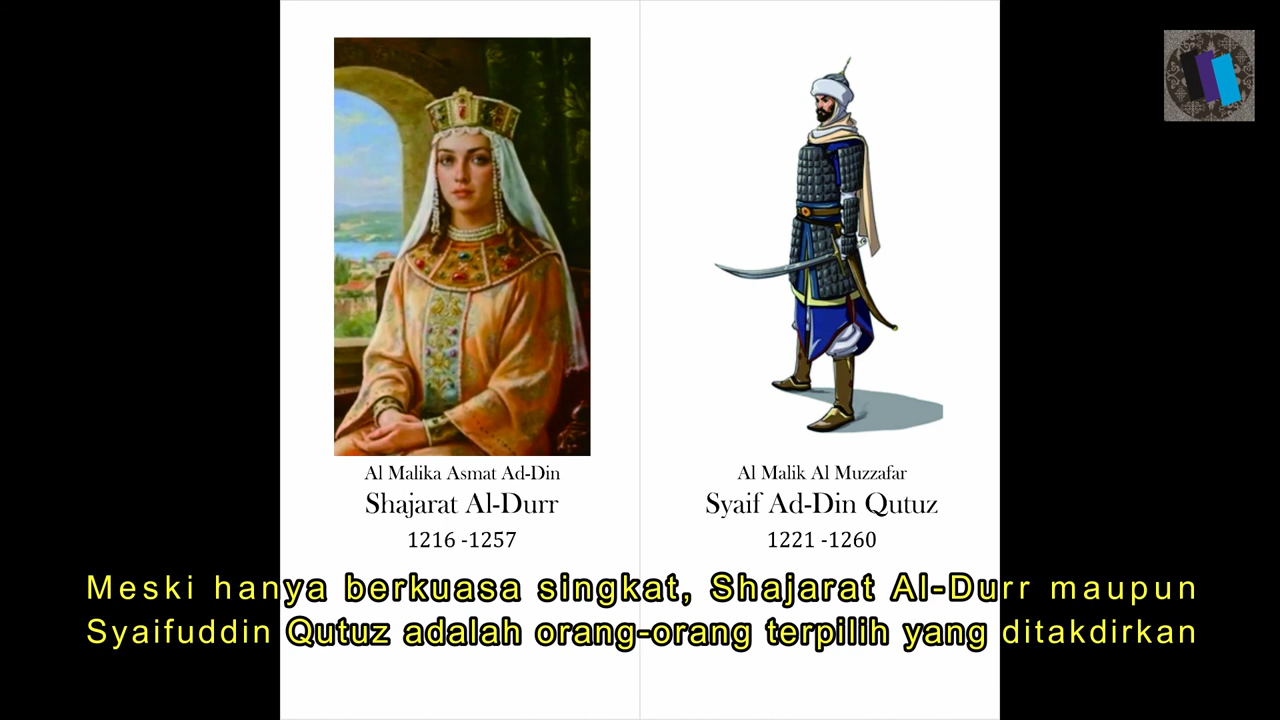 Al Malika Asmat Ad-Din
Shajarat Al-Durr
1216 -1257
Al Malik Al Muzzafar
Syaif Ad-Din Qutuz
1221 -1260
Meski hanya berkuasa singkat, Shajarat Al-Durr maupun
Syaifuddin Qutuz adalah orang-orang terpilih yang ditakdirkan